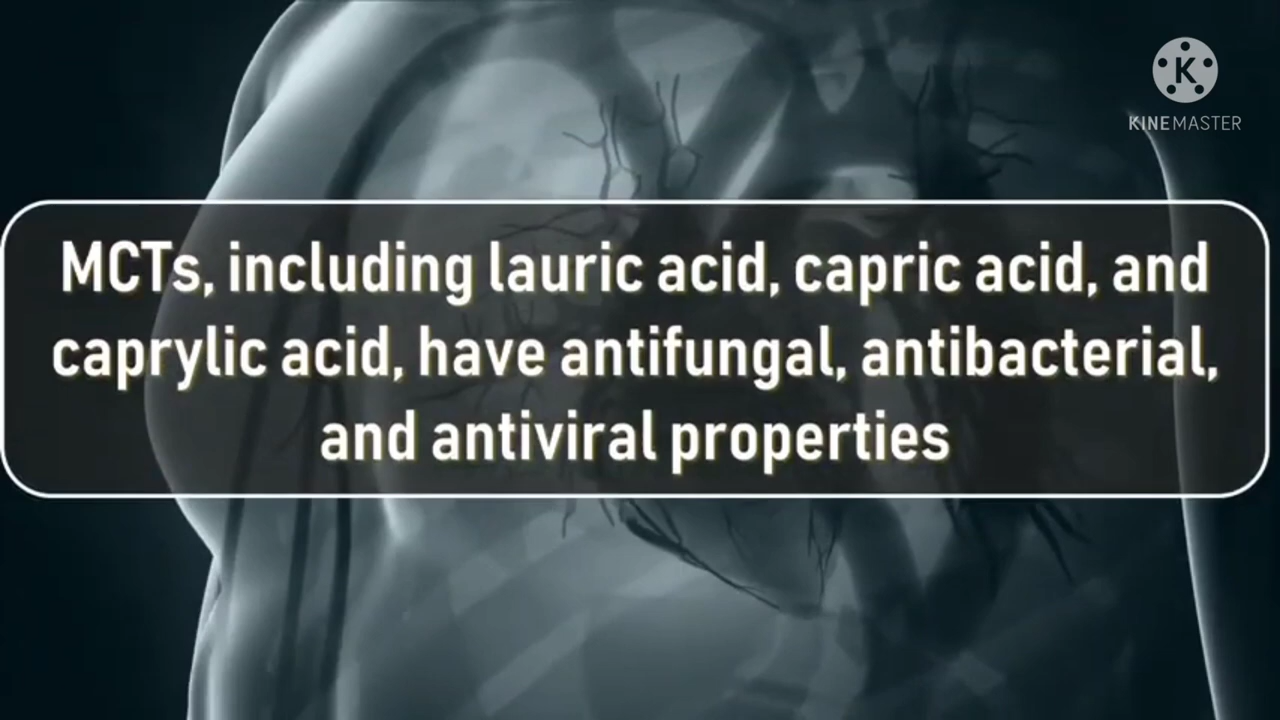 K
KINEMASTER
MCTs, including lauric acid, capric acid, and
caprylic acid, have antifungal, antibacterial,
and antiviral properties